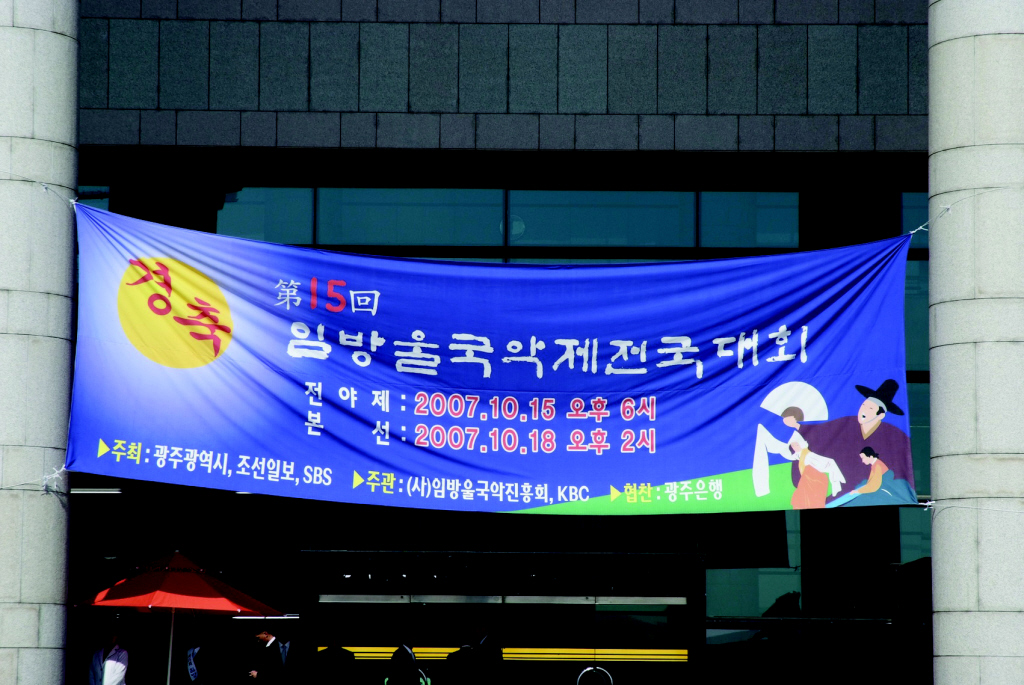 경축
第15回
임방울국악제전국대회
전야제 : 2007.10.15 오후 6시
본선 : 2007.10.18 오후 2시
▶주최 : 광주광역시, 조선일보, SBS ▶주관 : (사)임방울국악진흥회, KBC ▶협찬 : 광주은행